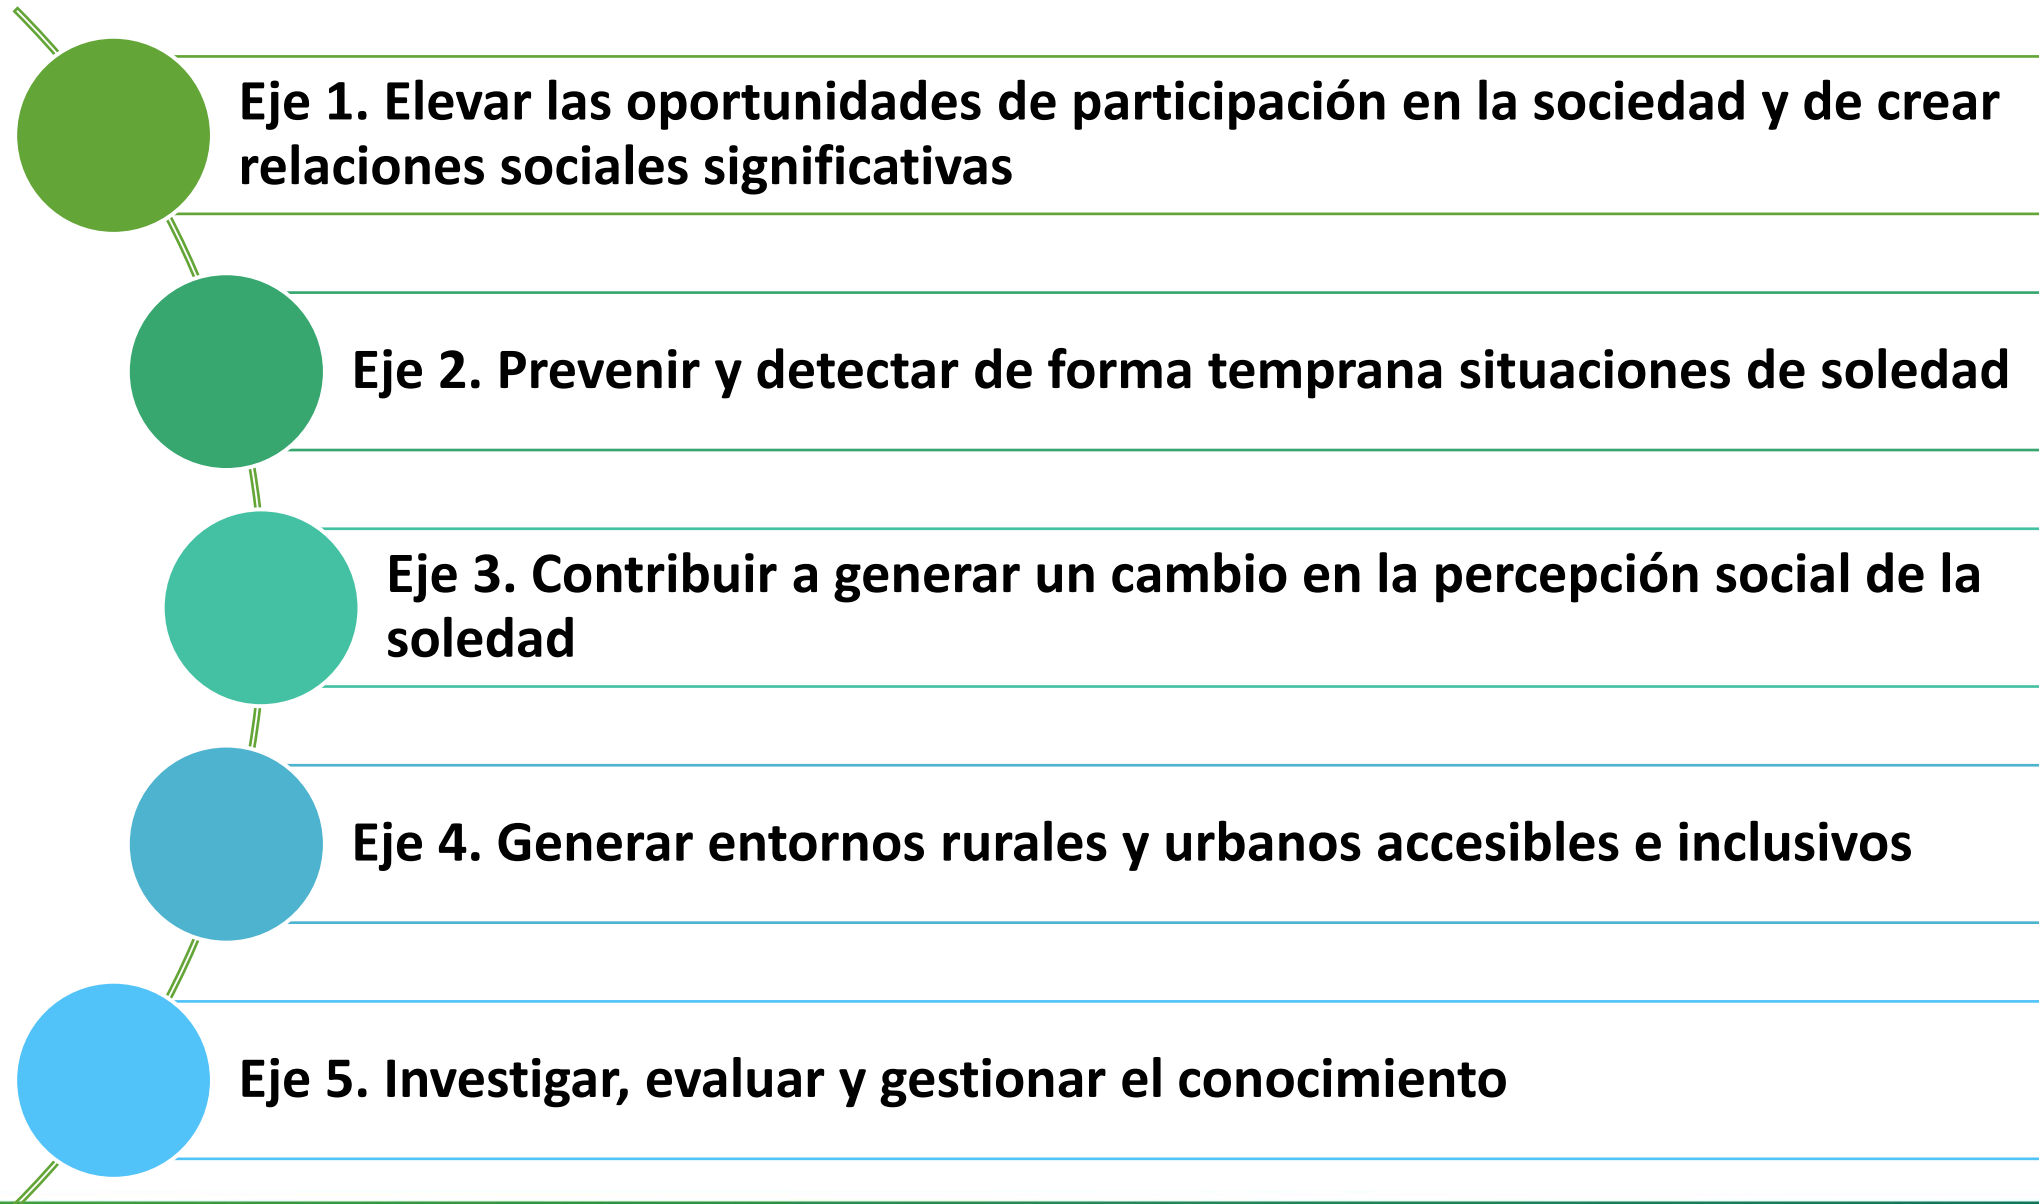 Eje 1. Elevar las oportunidades de participación en la sociedad y de crear
relaciones sociales significativas
Eje 2. Prevenir y detectar de forma temprana situaciones de soledad
Eje 3. Contribuir a generar un cambio en la percepción social de la
soledad
Eje 4. Generar entornos rurales y urbanos accesibles e inclusivos
Eje 5. Investigar, evaluar y gestionar el conocimiento